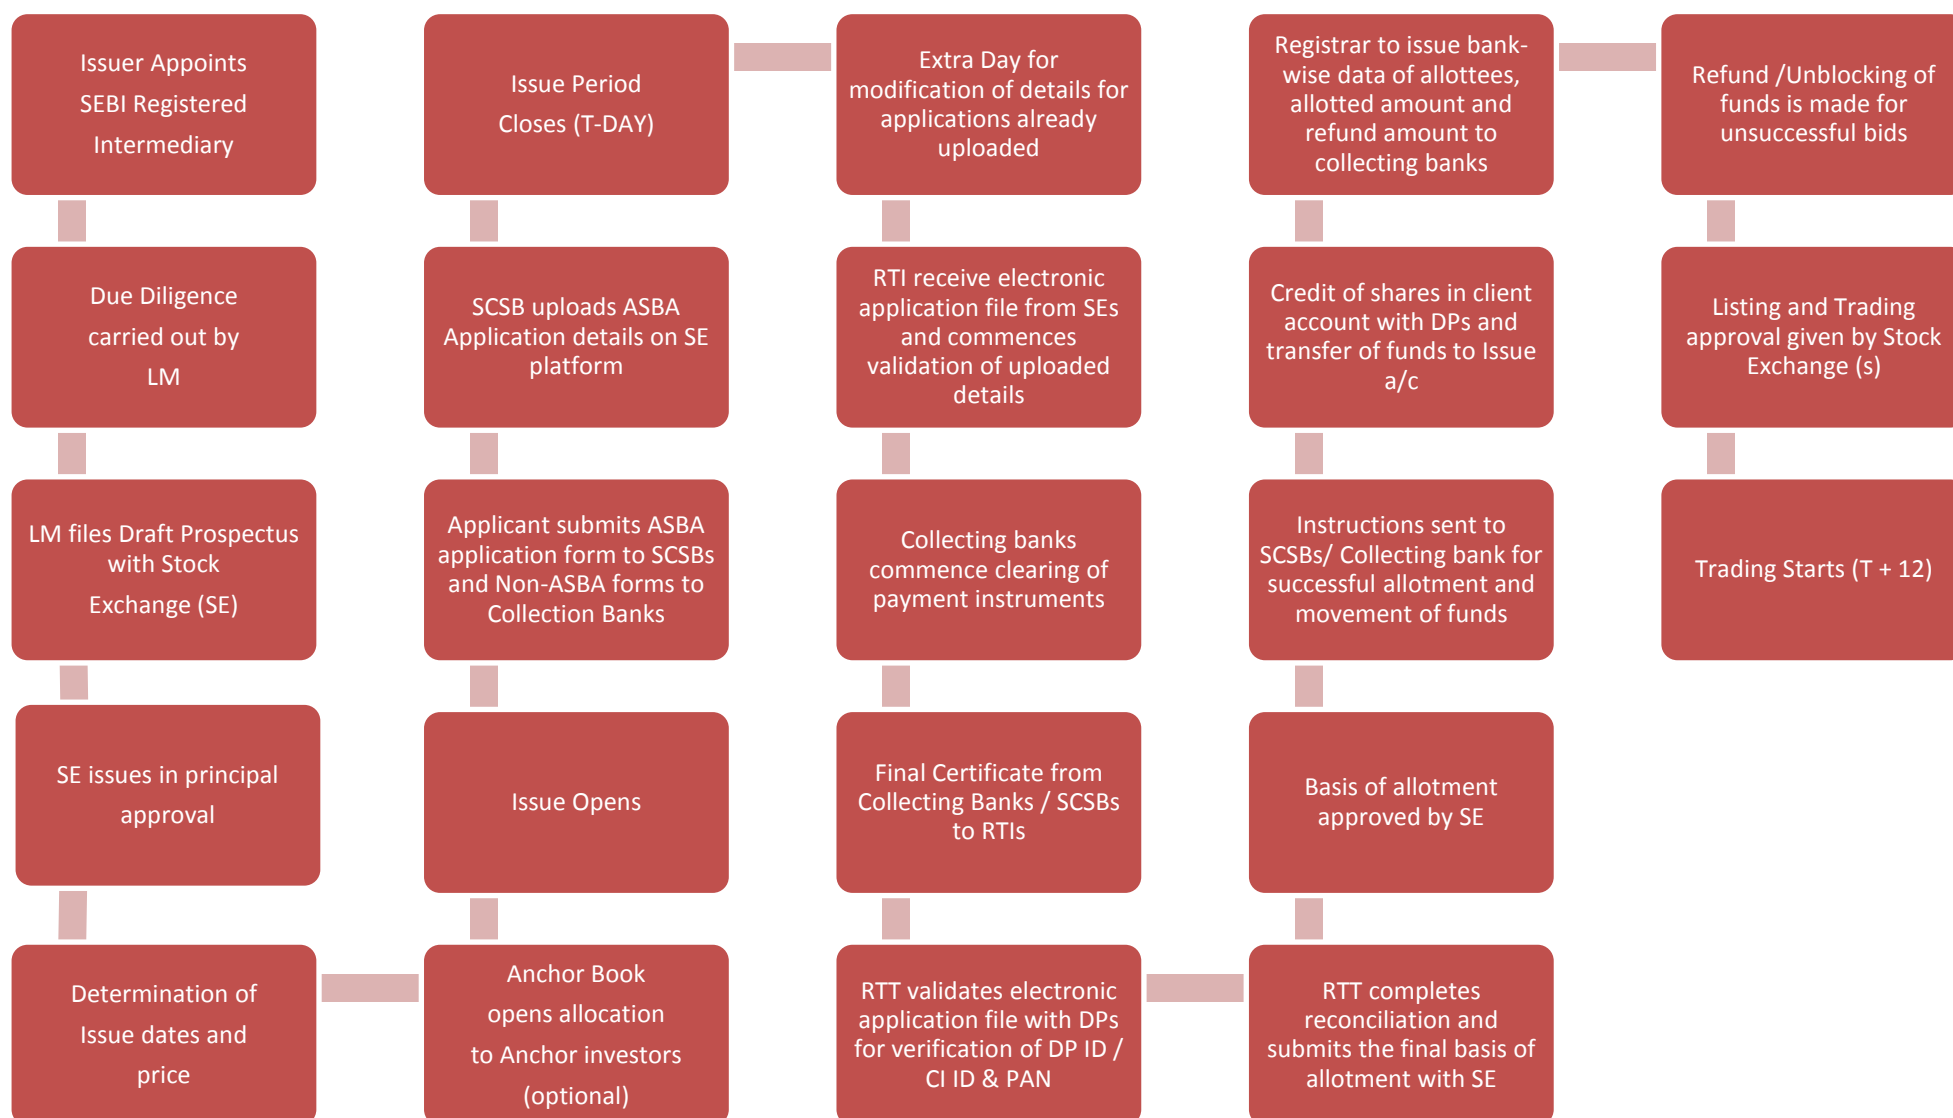 Issuer Appoints
SEBI Registered
Intermediary
Due Diligence
carried out by
LM
LM files Draft Prospectus
with Stock
Exchange (SE)
SE issues in principal
approval
Determination of
Issue dates and
price
Anchor Book
opens allocation
to Anchor investors
(optional)
Issue Opens
Applicant submits ASBA
application form to SCSBs
and Non-ASBA forms to
Collection Banks
SCSB uploads ASBA
Application details on SE
platform
Issue Period
Closes (T-DAY)
Extra Day for
modification of details for
applications already
uploaded
RTI receive electronic
application file from SEs
and commences
validation of uploaded
details
Collecting banks
commence clearing of
payment instruments
Final Certificate from
Collecting Banks / SCSBs
to RTIs
RTT validates electronic
application file with DPs
for verification of DP ID /
CI ID & PAN
RTT completes
reconciliation and
submits the final basis of
allotment with SE
Basis of allotment
approved by SE
Instructions sent to
SCSBs/ Collecting bank for
successful allotment and
movement of funds
Credit of shares in client
account with DPs and
transfer of funds to Issue
a/c
Registrar to issue bank-
wise data of allottees,
allotted amount and
refund amount to
collecting banks
Refund /Unblocking of
funds is made for
unsuccessful bids
Listing and Trading
approval given by Stock
Exchange (s)
Trading Starts (T + 12)